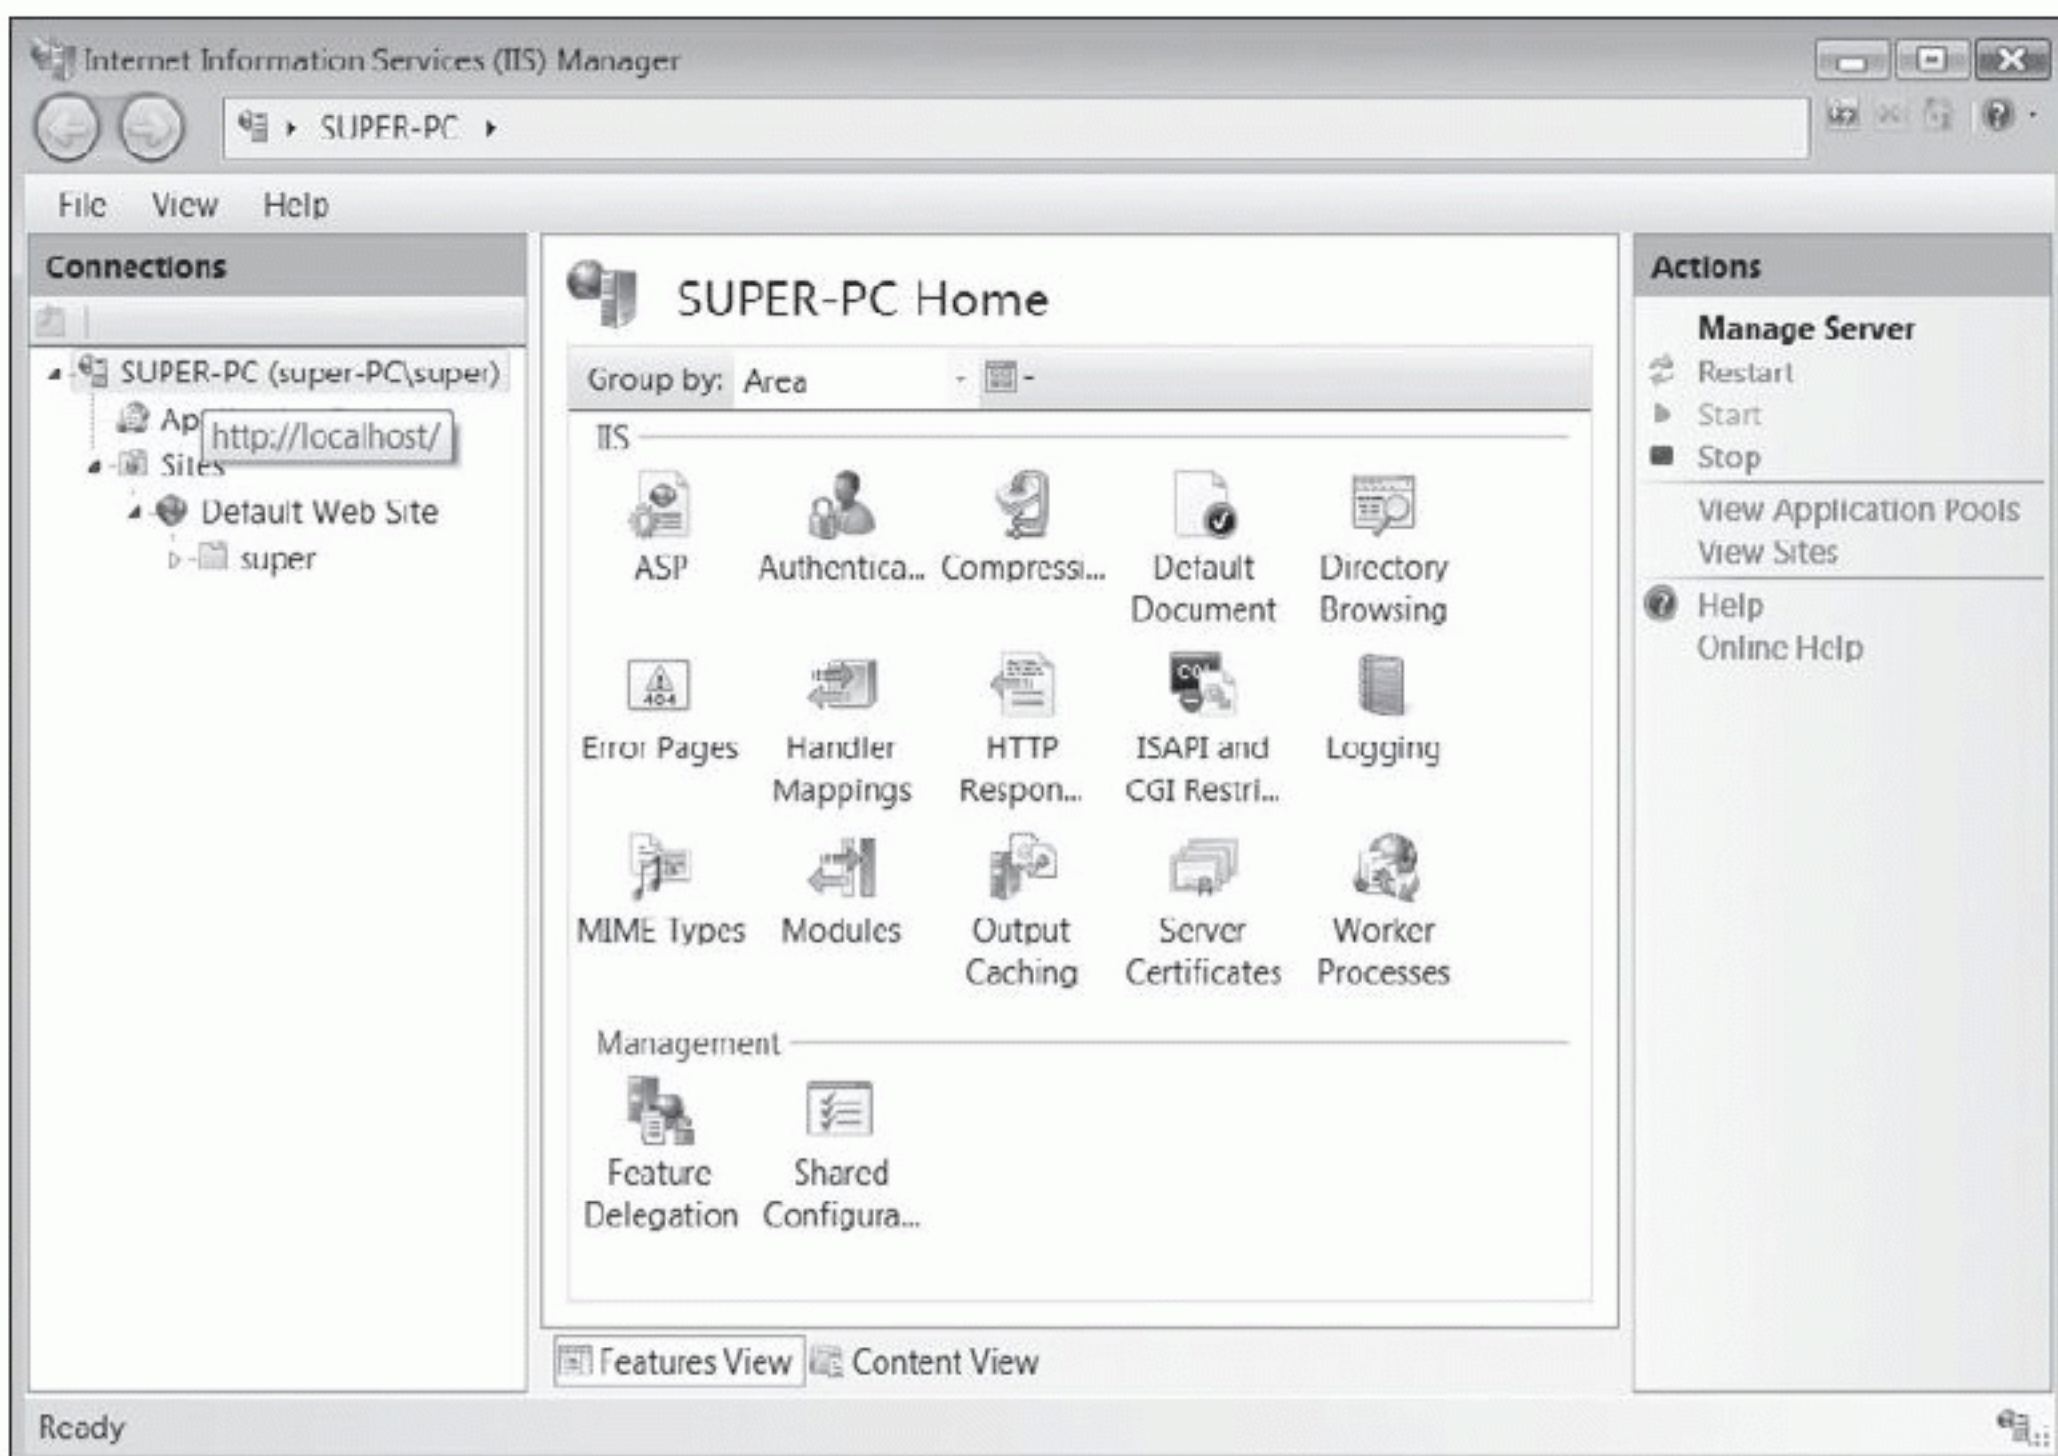 Internet Information Services (IIS) Manager
SUPER-PC
File View Help
Connections
SUPER-PC (super-PC\super)
Ap
http://localhost/
Sites
Default Web Site
super
SUPER-PC Home
Group by: Area
IIS
ASP Authentica... Compressi... Default Document Directory Browsing
404
CGI
Error Pages Handler Mappings HTTP Respon... ISAPI and CGI Restri... Logging
MIME Types Modules Output Caching Server Certificates Worker Processes
Management
Feature Delegation Shared Configura...
Features View Content View
Actions
Manage Server
Restart
Start
Stop
View Application Pools
View Sites
Help
Online Help
Ready